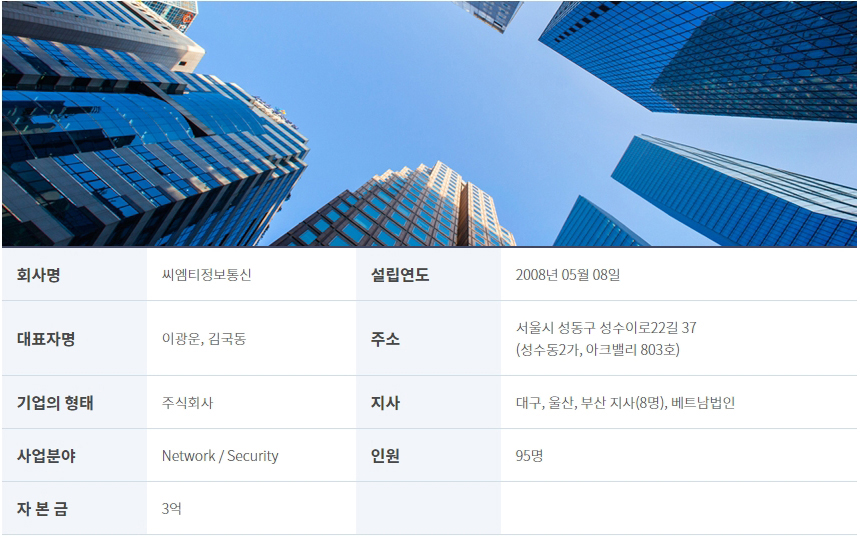 회사명 씨엠티정보통신 설립연도 2008년 05월 08일
대표자명 이광운, 김국동 주소 서울시 성동구 성수이로22길 37
(성수동2가, 아크밸리 803호)
기업의 형태 주식회사 지사 대구, 울산, 부산 지사(8명), 베트남법인
사업분야 Network / Security 인원 95명
자 본 금 3억